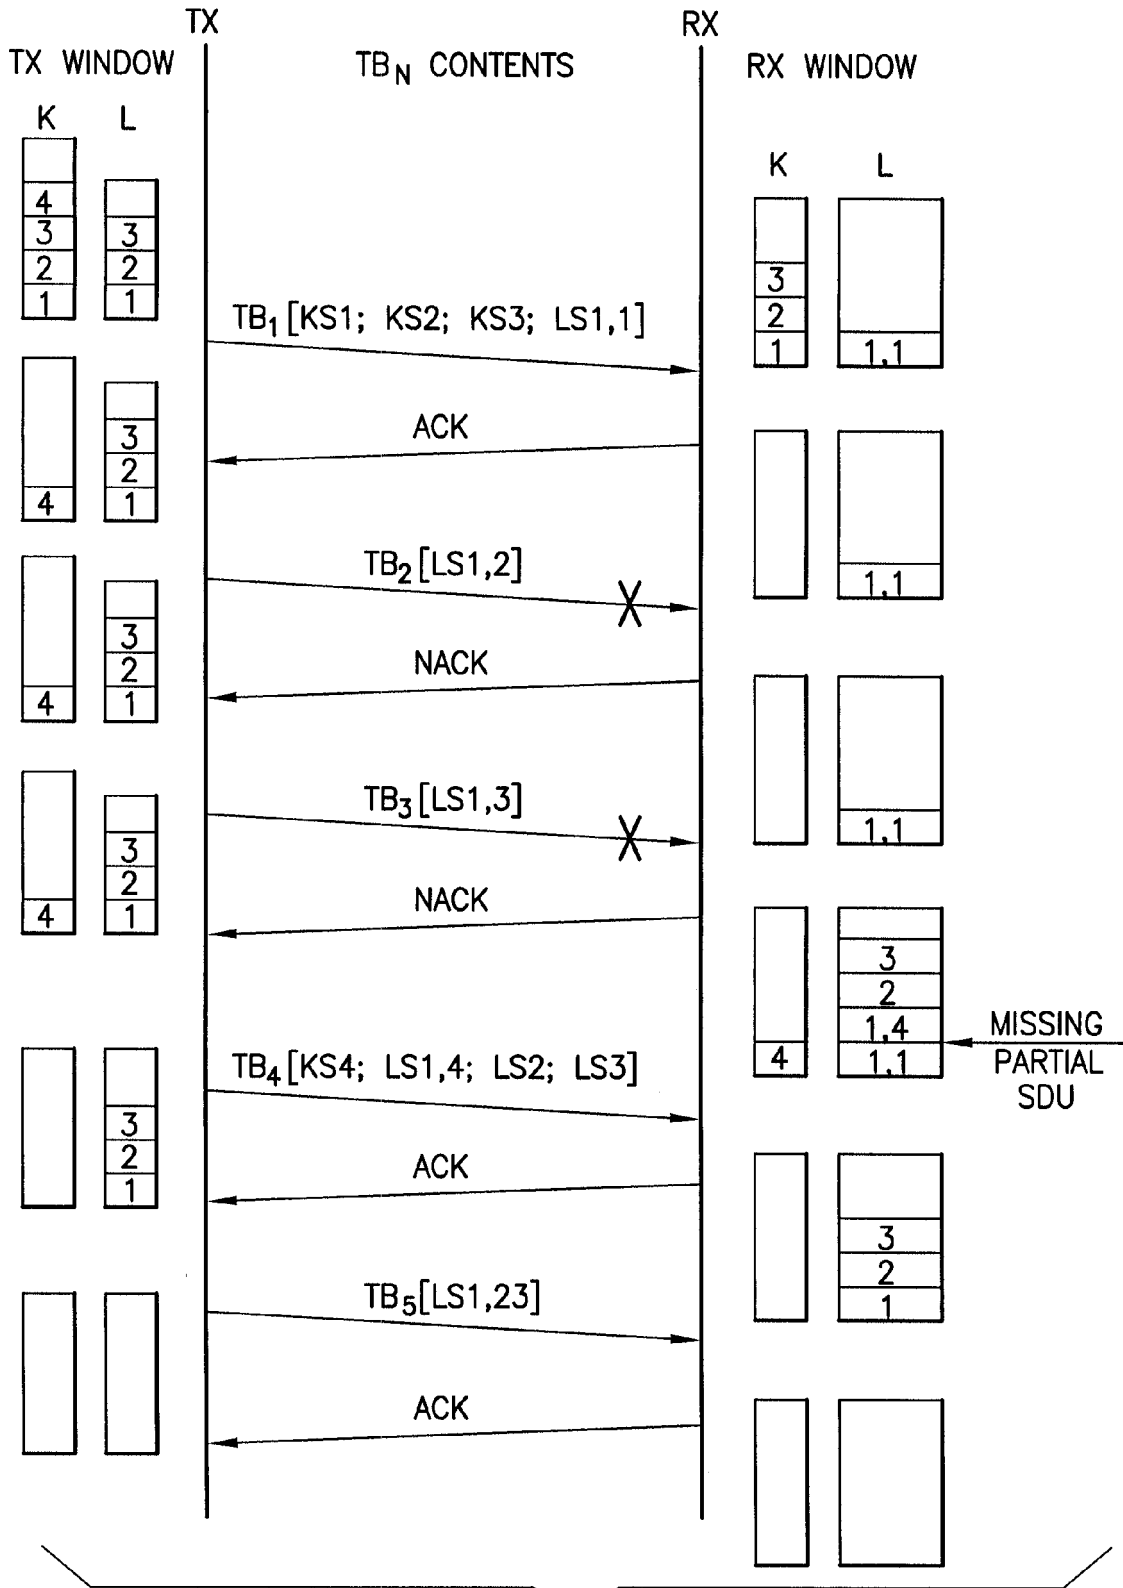 TX
RX
TX WINDOW
TB_N CONTENTS
RX WINDOW
K L
4
3 3
2 2
1 1
K L
3
2
1 1,1
TB1[KS1; KS2; KS3; LS1,1]
ACK
3
2
4 1
1,1
TB2[LS1,2]
X
NACK
3
2
4 1
1,1
TB3[LS1,3]
X
NACK
3
2
4 1
3
2
1,4
4 1,1
MISSING
PARTIAL
SDU
TB4[KS4; LS1,4; LS2; LS3]
ACK
3
2
1
3
2
1
TB5[LS1,23]
ACK